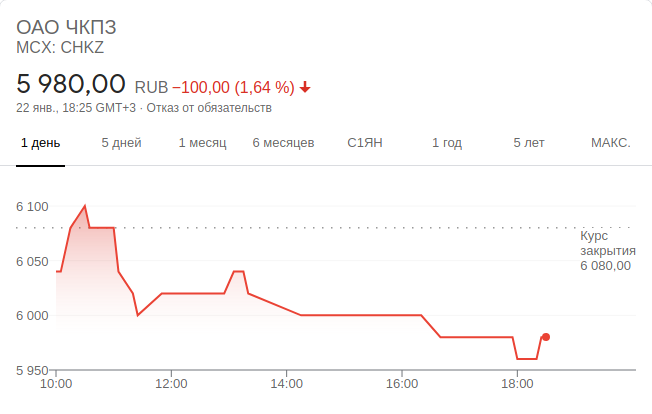 ОАО ЧКПЗ
MCX: CHKZ
5 980,00 RUB −100,00 (1,64 %)
22 янв., 18:25 GMT+3 · Отказ от обязательств
1 день 5 дней 1 месяц 6 месяцев С1ЯН 1 год 5 лет МАКС.
6 100
Курс
закрытия
6 080,00
6 050
6 000
5 950
10:00 12:00 14:00 16:00 18:00